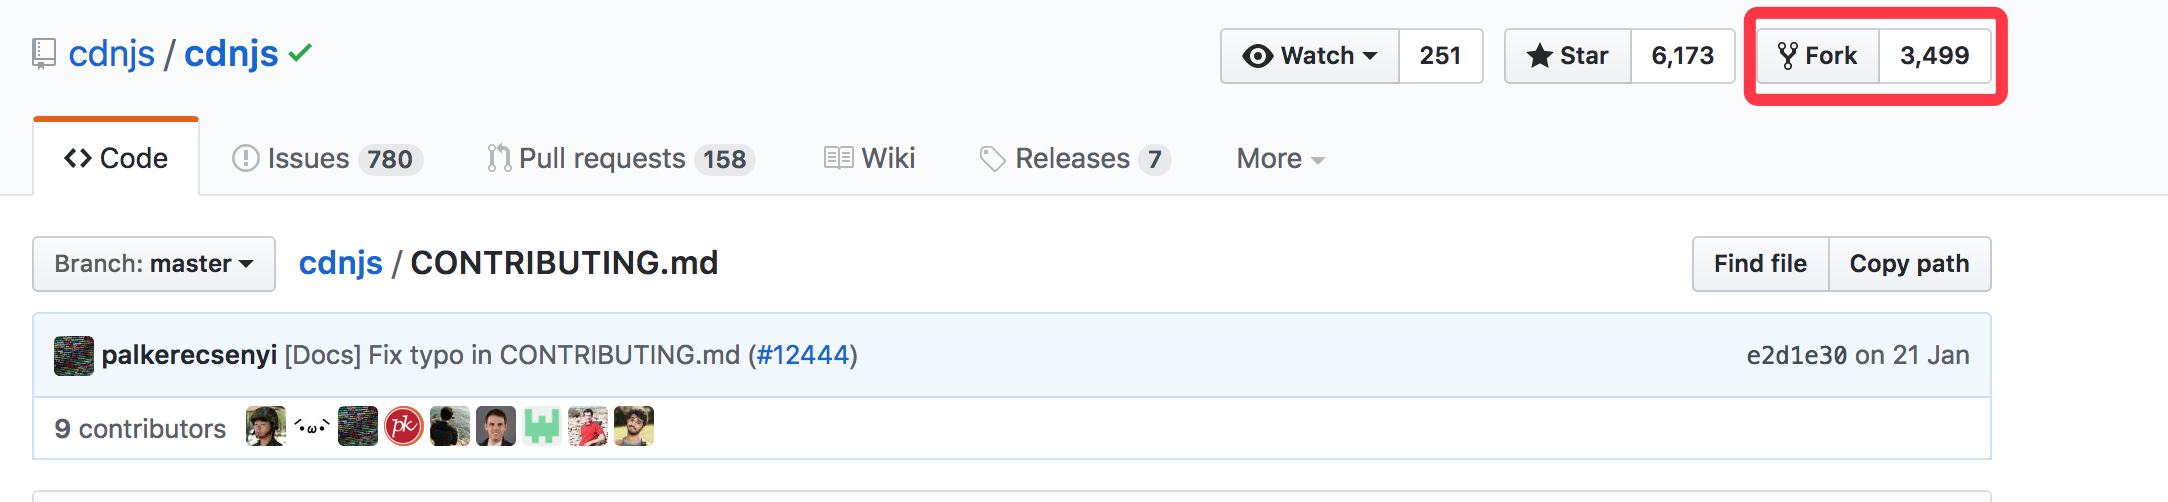 cdnjs / cdnjs
Watch 251 Star 6,173 Fork 3,499
Code Issues 780 Pull requests 158 Wiki Releases 7 More
Branch: master cdnjs / CONTRIBUTING.md Find file Copy path
palkerecsenyi [Docs] Fix typo in CONTRIBUTING.md (#12444) e2d1e30 on 21 Jan
9 contributors pk